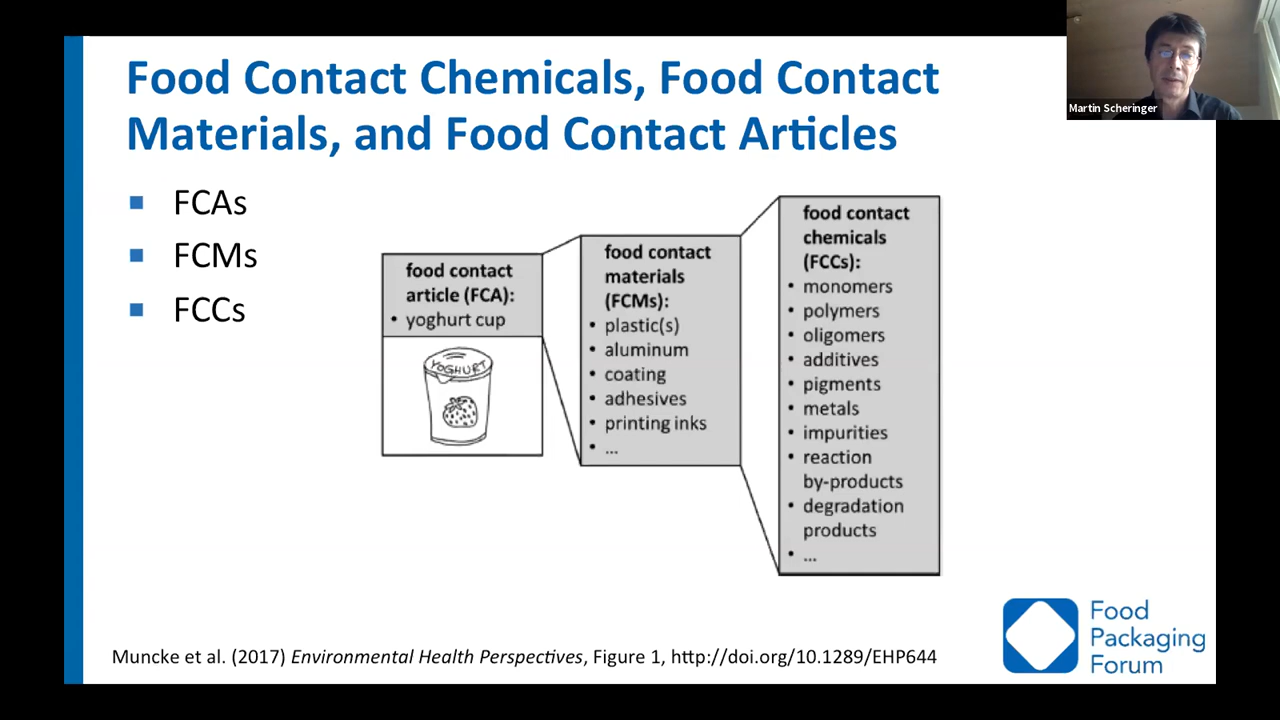 Food Contact Chemicals, Food Contact
Materials, and Food Contact Articles
Martin Scheringer
▪ FCAs
▪ FCMs
▪ FCCs
food contact
article (FCA):
• yoghurt cup
YOGHURT
food contact
materials
(FCMs):
• plastic(s)
• aluminum
• coating
• adhesives
• printing inks
• ...
food contact
chemicals
(FCCs):
• monomers
• polymers
• oligomers
• additives
• pigments
• metals
• impurities
• reaction
by-products
• degradation
products
• ...
Muncke et al. (2017) Environmental Health Perspectives, Figure 1, http://doi.org/10.1289/EHP644
Food
Packaging
Forum